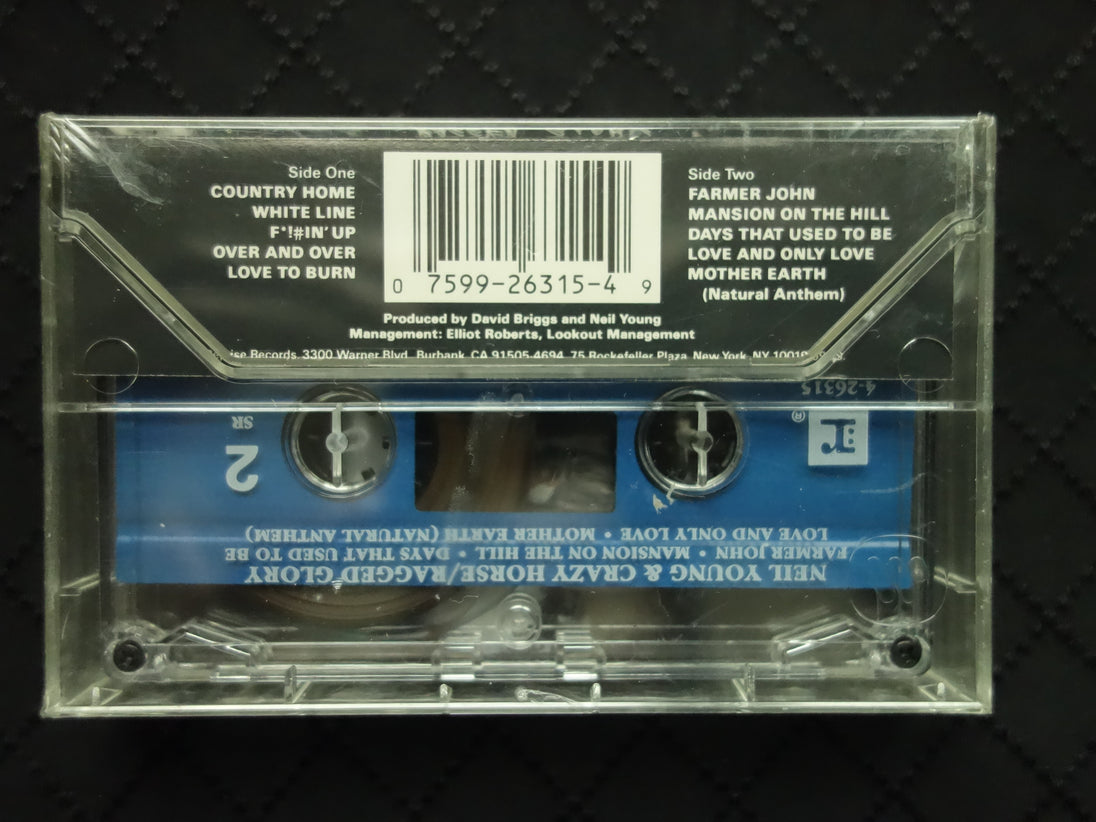 Side One
COUNTRY HOME
WHITE LINE
F*!#IN' UP
OVER AND OVER
LOVE TO BURN
0 7599-26315-4 9
Side Two
FARMER JOHN
MANSION ON THE HILL
DAYS THAT USED TO BE
LOVE AND ONLY LOVE
MOTHER EARTH
(Natural Anthem)
Produced by David Briggs and Neil Young
Management: Elliot Roberts, Lookout Management
Records, 3300 Warner Blvd., Burbank, CA 91505-4694, 75 Rockefeller Plaza, New York, NY
4-26315
®
SR
2
NEIL YOUNG & CRAZY HORSE/RAGGED GLORY
FARMER JOHN • MANSION ON THE HILL • DAYS THAT USED TO BE
LOVE AND ONLY LOVE • MOTHER EARTH (NATURAL ANTHEM)